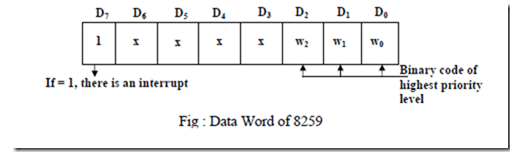 D₇ D₆ D₅ D₄ D₃ D₂ D₁ D₀
1 x x x x w₂ w₁ w₀
If = 1, there is an interrupt
Binary code of
highest priority
level
Fig : Data Word of 8259